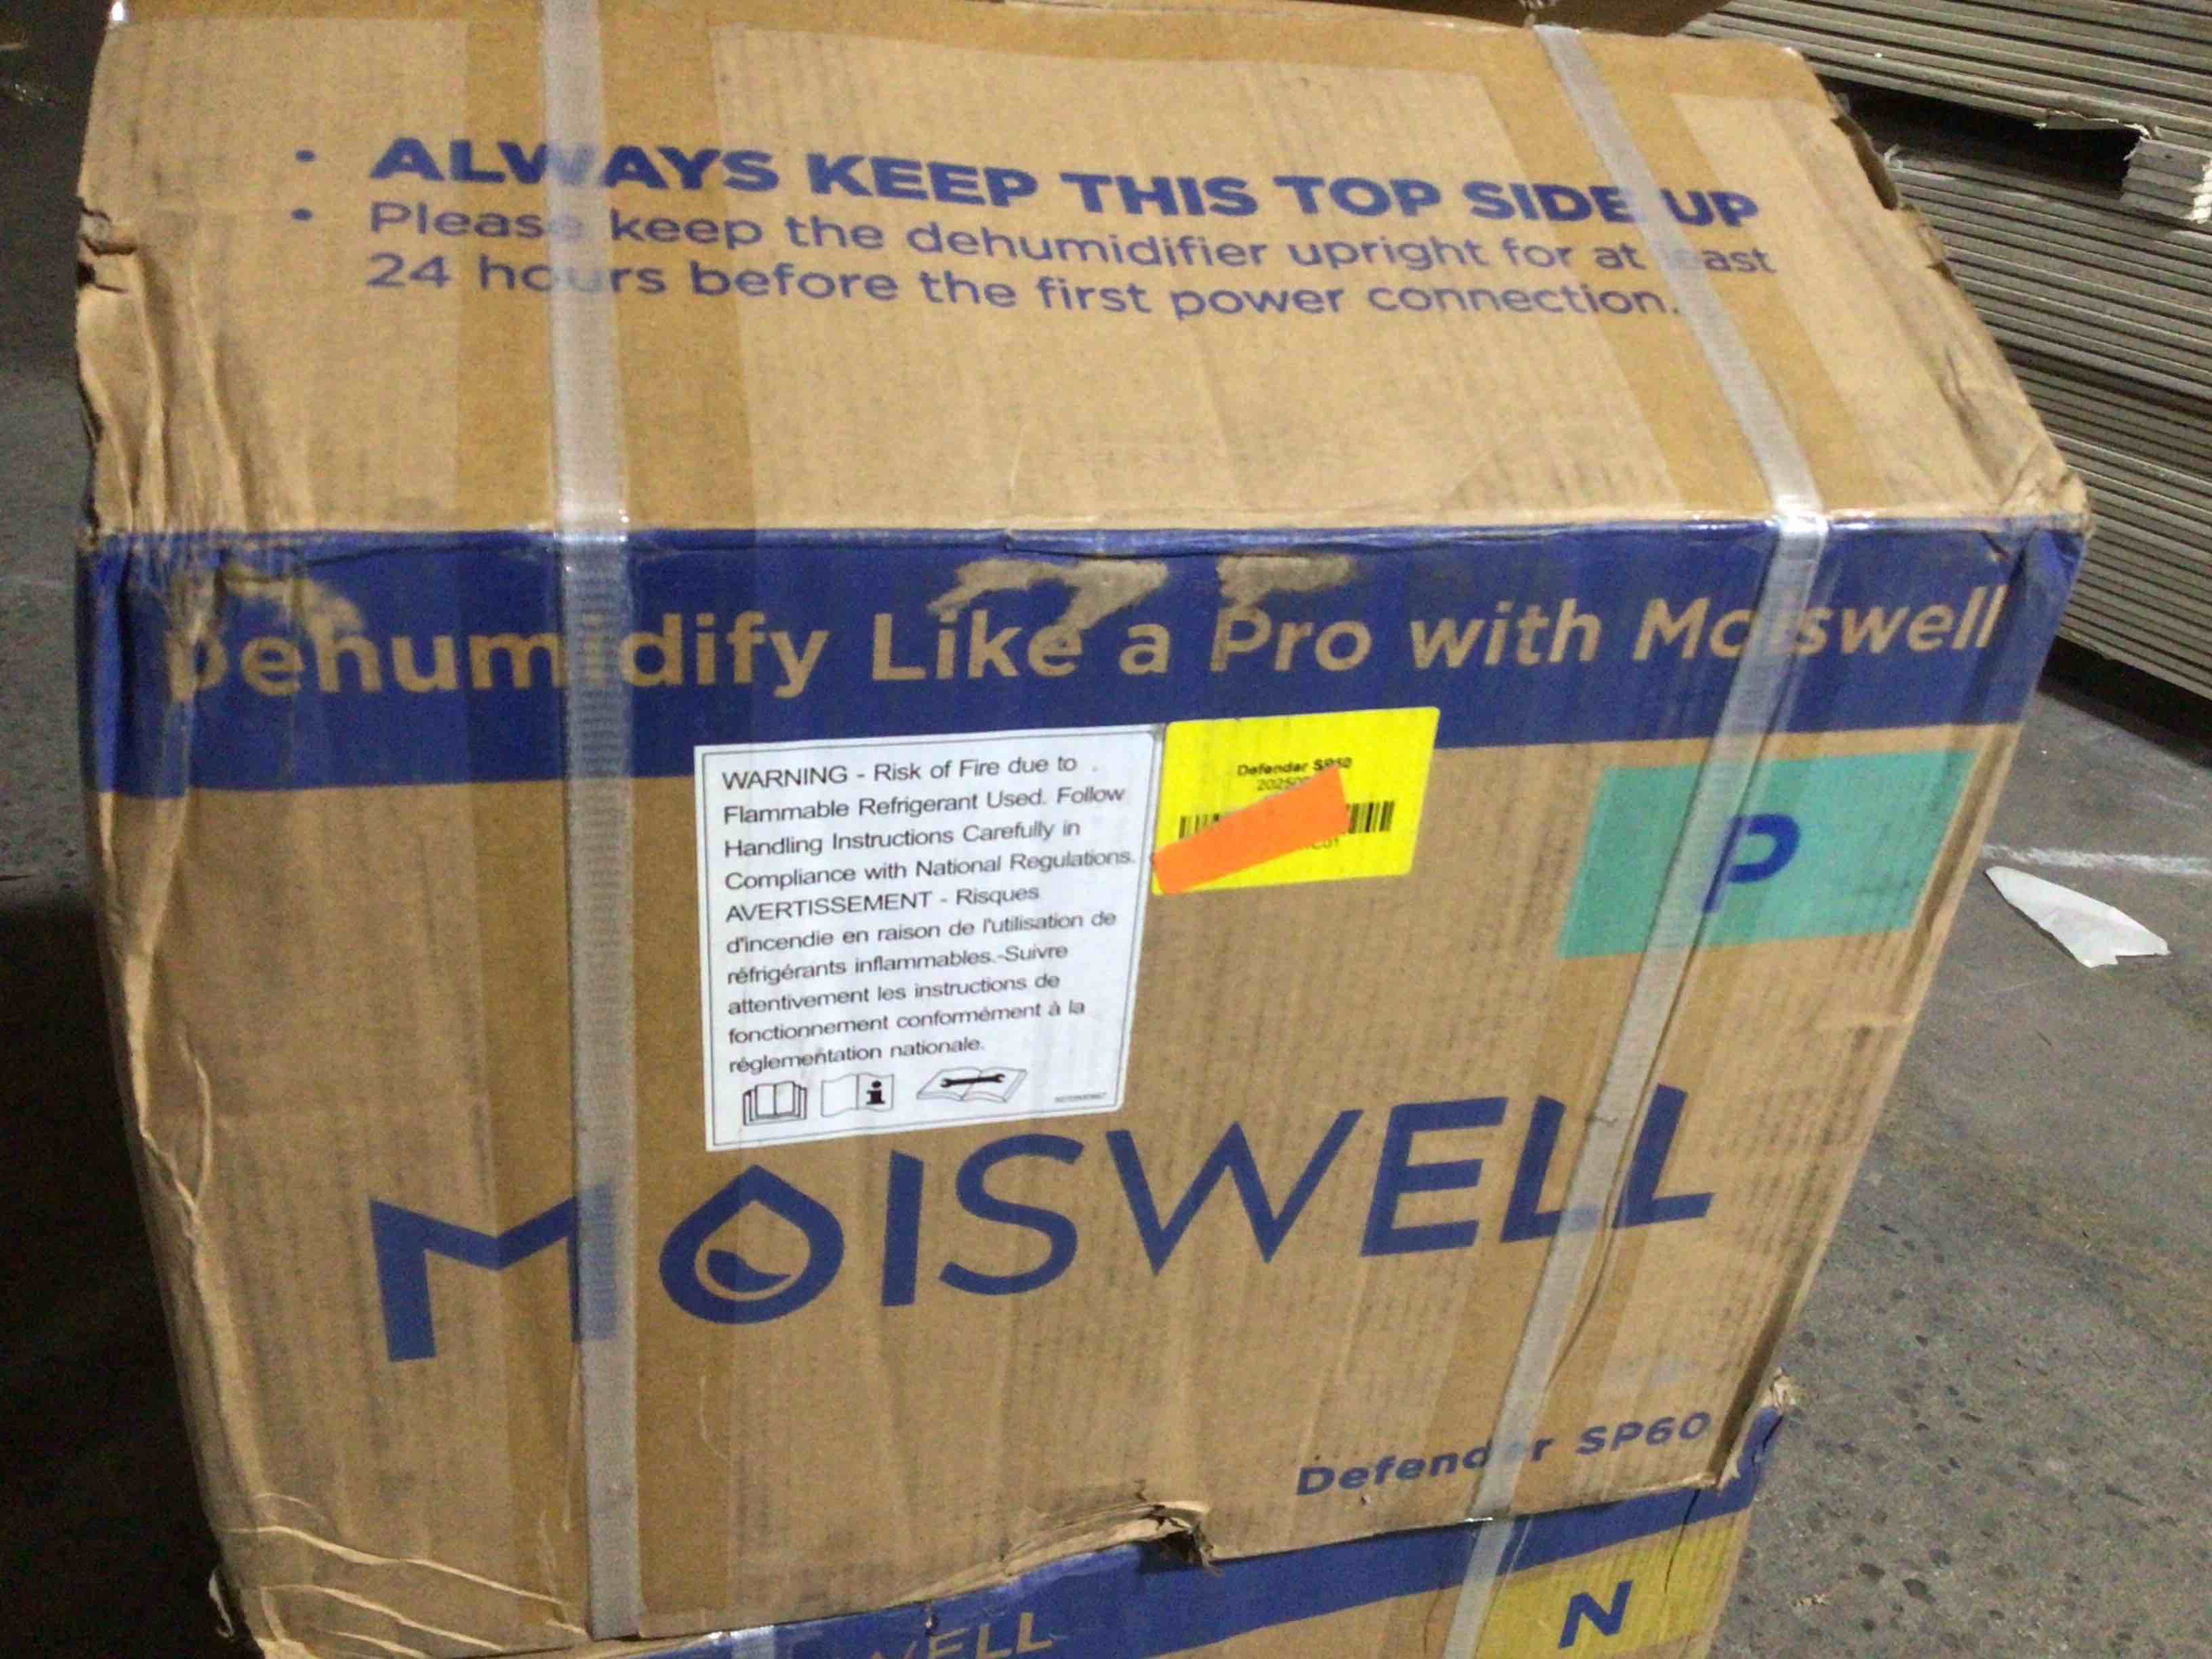 • ALWAYS KEEP THIS TOP SIDE UP
• Please keep the dehumidifier upright for at least
24 hours before the first power connection.
Dehumidify Like a Pro with Moiswell
WARNING - Risk of Fire due to
Flammable Refrigerant Used. Follow
Handling Instructions Carefully in
Compliance with National Regulations.
AVERTISSEMENT - Risques
d'incendie en raison de l'utilisation de
réfrigérants inflammables.-Suivre
attentivement les instructions de
fonctionnement conformément à la
réglementation nationale.
Defender SP60
P
MOISWELL
Defender SP60
WELL
N